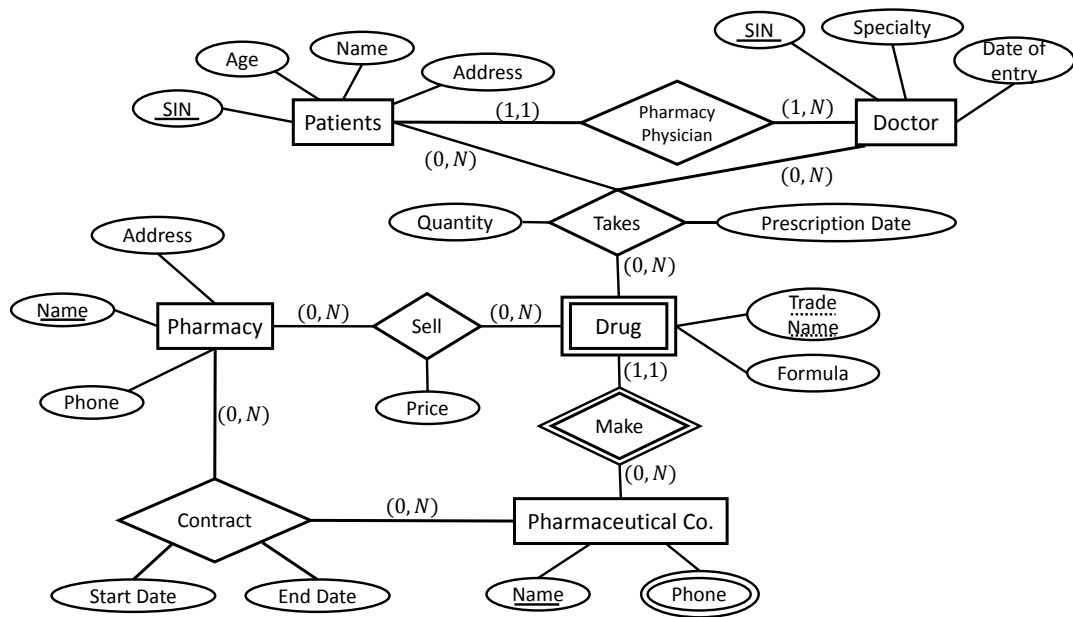 SIN
Age
Name
Address
Patients
(1,1)
Pharmacy
Physician
(1, N)
SIN
Specialty
Date of
entry
Doctor
(0, N)
(0, N)
Quantity
Takes
Prescription Date
(0, N)
Address
Name
Pharmacy
Phone
(0, N)
Sell
(0, N)
Price
Drug
Trade
Name
Formula
(1,1)
Make
(0, N)
(0, N)
Contract
(0, N)
Pharmaceutical Co.
Start Date
End Date
Name
Phone